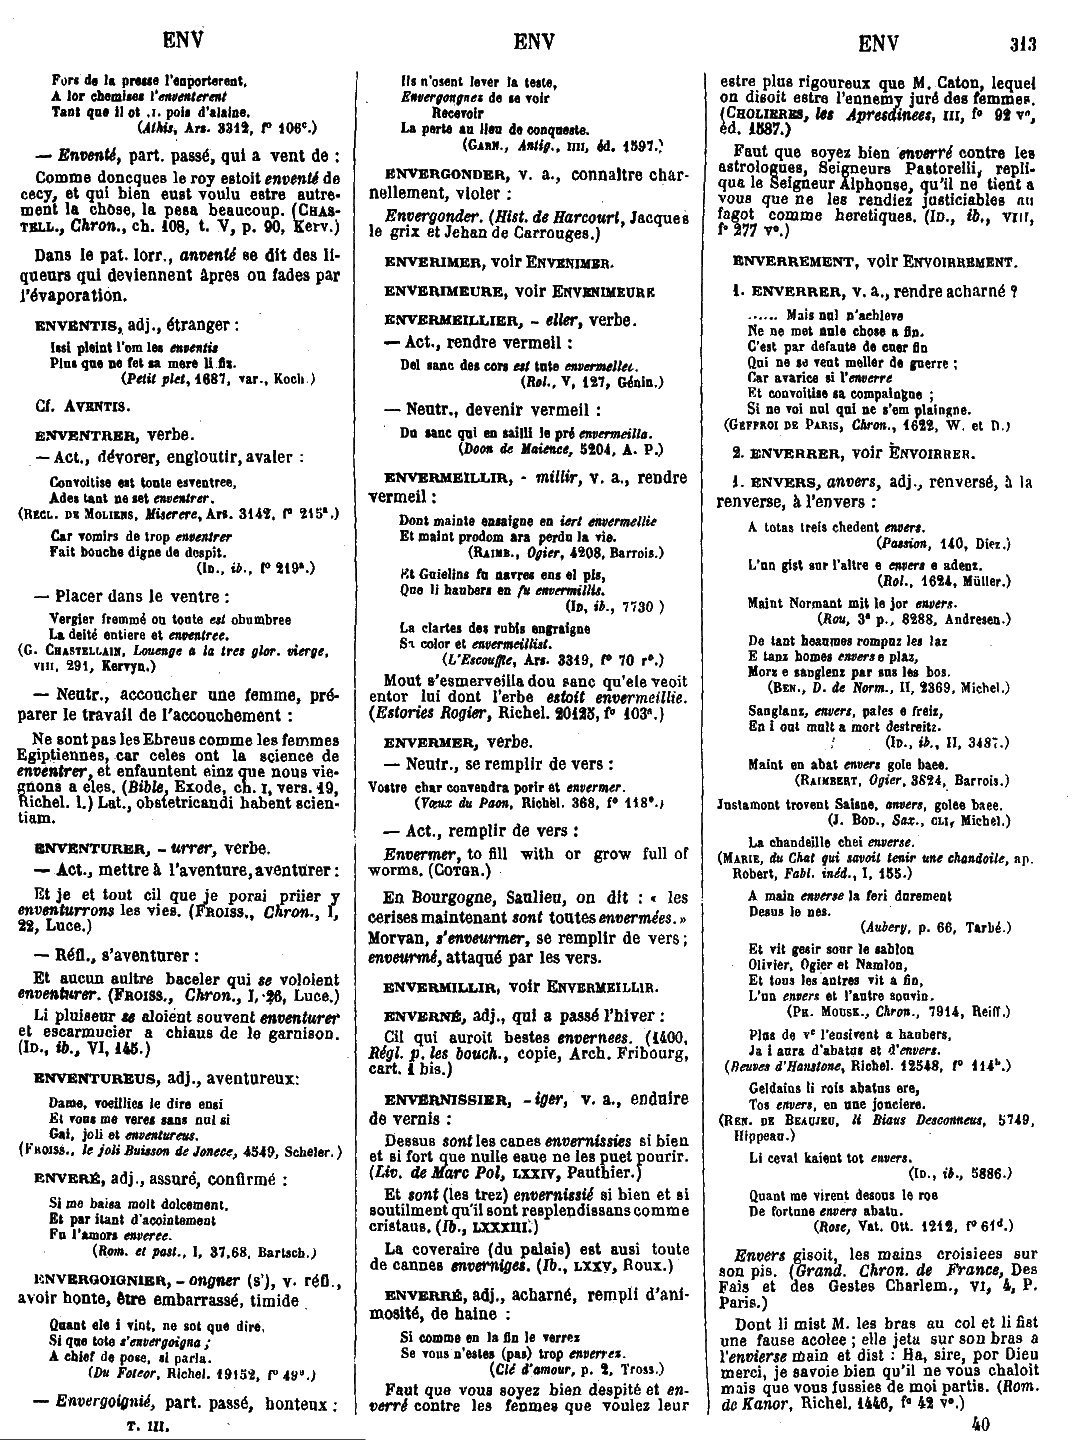 ENV
ENV
ENV
313
Fors de la presse l'enporterent,
A lor chemises l'enventerent
Tant que il ot .I. pois d'alaine.
(Athis, Ars. 3312, f° 106ᶜ.)
— Enventé, part. passé, qui a vent de :
Comme doncques le roy estoit enventé de
cecy, et qui bien eust voulu estre autre-
ment la chose, la pesa beaucoup. (CHAS-
TELL., Chron., ch. 108, t. V, p. 90, Kerv.)
Dans le pat. lorr., anventé se dit des li-
queurs qui deviennent âpres ou fades par
l'évaporation.
ENVENTIS, adj., étranger :
Issi pleint l'om les enventis
Plus que ne fet sa mere li fiz.
(Petit plet, 1687, var., Koch.)
Cf. AVENTIS.
ENVENTRER, verbe.
— Act., dévorer, engloutir, avaler :
Convoitise est toute esventree,
Ades tant ne set enventrer.
(RECL. DE MOLIENS, Miserere, Ars. 3142, f° 215ᵃ.)
Car vomirs de trop enventrer
Fait bouche digne de despit.
(ID., ib., f° 219ᵃ.)
— Placer dans le ventre :
Vergier fremmé ou toute est obumbree
La deité entiere et enventree.
(G. CHASTELLAIN, Louenge a la tres glor. vierge,
VIII, 291, Kervyn.)
— Neutr., accoucher une femme, pré-
parer le travail de l'accouchement :
Ne sont pas les Ebreus comme les femmes
Egiptiennes, car celes ont la science de
enventrer, et enfauntent einz que nous vie-
gnons a eles. (Bible, Exode, ch. I, vers. 19,
Richel. 1.) Lat., obstetricandi habent scien-
tiam.
ENVENTURER, - urrer, verbe.
— Act., mettre à l'aventure, aventurer :
Et je et tout cil que je porai priier y
enventurrons les vies. (FROISS., Chron., I,
22, Luce.)
— Réfl., s'aventurer :
Et aucun aultre baceler qui se voloient
enventurer. (FROISS., Chron., I, 26, Luce.)
Li pluiseur se aloient souvent enventurer
et escarmucier a chiaus de le garnison.
(ID., ib., VI, 145.)
ENVENTUREUS, adj., aventureux:
Dame, voeillies le dire ensi
Et vous me veres sans nul si
Gai, joli et enventureus.
(FROISS., le joli Buisson de Jonece, 4549, Scheler.)
ENVERÉ, adj., assuré, confirmé :
Si me baisa molt dolcement.
Et par itant d'acointement
Fu l'amors enveree.
(Rom. et past., I, 37,68, Bartsch.)
ENVERGOIGNIER, - ongner (s'), v. réfl.,
avoir honte, être embarrassé, timide
Quant ele i vint, ne sot que dire,
Si que tote s'envergoigna ;
A chief de pose, si parla.
(Du Foteor, Richel. 19152, f° 49ᵃ.)
— Envergoignié, part. passé, honteux :
T. III.
Ils n'osent lever la teste,
Envergongnez de se voir
Recevoir
La perte au lieu de conqueste.
(GARN., Antig., IIII, éd. 1597.)
ENVERGONDER, v. a., connaître char-
nellement, violer :
Envergonder. (Hist. de Harcourt, Jacques
le grix et Jehan de Carrouges.)
ENVERIMER, voir ENVENIMER.
ENVERIMEURE, voir ENVENIMEURE
ENVERMEILLIER, - eller, verbe.
— Act., rendre vermeil :
Del sanc des cors est tute envermellet.
(Rol., V, 127, Génin.)
— Neutr., devenir vermeil :
Du sanc qui en sailli le pré envermeilla.
(Doon de Maience, 5204, A. P.)
ENVERMEILLIR, - millir, v. a., rendre
vermeil :
Dont mainte ensaigne en iert envermellie
Et maint prodom ara perdu la vie.
(RAIMB., Ogier, 4208, Barrois.)
Et Guielins fu navres ens el pis,
Que li haubers en fu envermillis.
(ID, ib., 7730 )
La clartes des rubis engraigne
Sa color et envermeillist.
(L'Escouffle, Ars. 3319, f° 70 r°.)
Mout s'esmerveilla dou sanc qu'ele veoit
entor lui dont l'erbe estoit envermeillie.
(Estories Rogier, Richel. 20125, f° 103ᵃ.)
ENVERMER, verbe.
— Neutr., se remplir de vers :
Vostre char convendra porir et envermer.
(Vœux du Paon, Richel. 368, f° 118ᵃ.)
— Act., remplir de vers :
Envermer, to fill with or grow full of
worms. (COTGR.)
En Bourgogne, Saulieu, on dit : « les
cerises maintenant sont toutes envermées. »
Morvan, s'enveurmer, se remplir de vers ;
enveurmé, attaqué par les vers.
ENVERMILLIR, voir ENVERMEILLIR.
ENVERNÉ, adj., qui a passé l'hiver :
Cil qui auroit bestes envernees. (1400,
Régl. p. les bouch., copie, Arch. Fribourg,
cart. 1 bis.)
ENVERNISSIER, - iger, v. a., enduire
de vernis :
Dessus sont les canes envernissies si bien
et si fort que nulle eaue ne les puet pourir.
(Liv. de Marc Pol, LXXIV, Pauthier.)
Et sont (les trez) envernissié si bien et si
soutilment qu'il sont resplendissans comme
cristaus. (Ib., LXXXIII.)
La coveraire (du palais) est ausi toute
de cannes enverniges. (Ib., LXXV, Roux.)
ENVERRÉ, adj., acharné, rempli d'ani-
mosité, de haine :
Si comme en la fin le verrez
Se vous n'estes (pas) trop enverrez.
(Clé d'amour, p. 2, Tross.)
Faut que vous soyez bien despité et en-
verré contre les fenmes que voulez leur
estre plus rigoureux que M. Caton, lequel
on disoit estre l'ennemy juré des femmes.
(CHOLIERES, les Apresdinees, III, f° 92 v°,
éd. 1587.)
Faut que soyez bien enverré contre les
astrologues, Seigneurs Pastorelli, repli-
qua le Seigneur Alphonse, qu'il ne tient a
vous que ne les rendiez justiciables au
fagot comme heretiques. (ID., ib., VIII,
f° 277 v°.)
ENVERREMENT, voir ENVOIRREMENT.
1. ENVERRER, v. a., rendre acharné ?
...... Mais nul n'achieve
Ne ne met nule chose a fin.
C'est par defaute de cuer fin
Qui ne se veut meller de guerre ;
Car avarice si l'enverre
Et convoitise sa compaingne ;
Si ne voi nul qui ne s'em plaingne.
(GEFFROI DE PARIS, Chron., 1622, W. et D.)
2. ENVERRER, voir ENVOIRRER.
1. ENVERS, anvers, adj., renversé, à la
renverse, à l'envers :
A totas treis chedent envers.
(Passion, 140, Diez.)
L'un gist sur l'altre e envers e adenz.
(Rol., 1624, Müller.)
Maint Normant mit le jor envers.
(Rou, 3ᵉ p., 8288, Andresen.)
De tant heaumes rompuz les laz
E tanz homes envers e plaz,
Morz e sanglenz par sus les bos.
(BEN., D. de Norm., II, 2369, Michel.)
Sanglanz, envers, pales e freiz,
En i out mult a mort destreitz.
(ID., ib., II, 3487.)
Maint en abat envers gole baee.
(RAIMBERT, Ogier, 3624, Barrois.)
Justamont trovent Saisne, anvers, golee baee.
(J. BOD., Sax., CLI, Michel.)
La chandeille chei enverse.
(MARIE, du Chat qui savoit tenir une chandoile, ap.
Robert, Fabl. inéd., I, 155.)
A main enverse la feri durement
Desus le nes.
(Aubery, p. 66, Tarbé.)
Et vit gesir sour le sablon
Olivier, Ogier et Namlon,
Et tous les autres vit a fin,
L'un envers et l'autre souvin.
(PH. MOUSK., Chron., 7914, Reiff.)
Plus de vᶜ l'ensivent a haubers,
Ja i aura d'abatus et d'envers.
(Beuves d'Hanstone, Richel. 12548, f° 114ᵇ.)
Geldains li rois abatus ere,
Tos envers, en une jonciere.
(REN. DE BEAUJEU, li Biaus Desconneus, 5749,
Hippeau.)
Li ceval kaient tot envers.
(ID., ib., 5886.)
Quant me virent desous le roe
De fortune envers abatu.
(Rose, Vat. Ott. 1212, f° 61ᵈ.)
Envers gisoit, les mains croisiees sur
son pis. (Grand. Chron. de France, Des
Fais et des Gestes Charlem., VI, 4, P.
Paris.)
Dont li mist M. les bras au col et li fist
une fause acolee ; elle jeta sur son bras a
l'envierse main et dist : Ha, sire, por Dieu
merci, je savoie bien qu'il ne vous chaloit
mais que vous fussies de moi partis. (Rom.
de Kanor, Richel. 1446, f° 42 v°.)
40